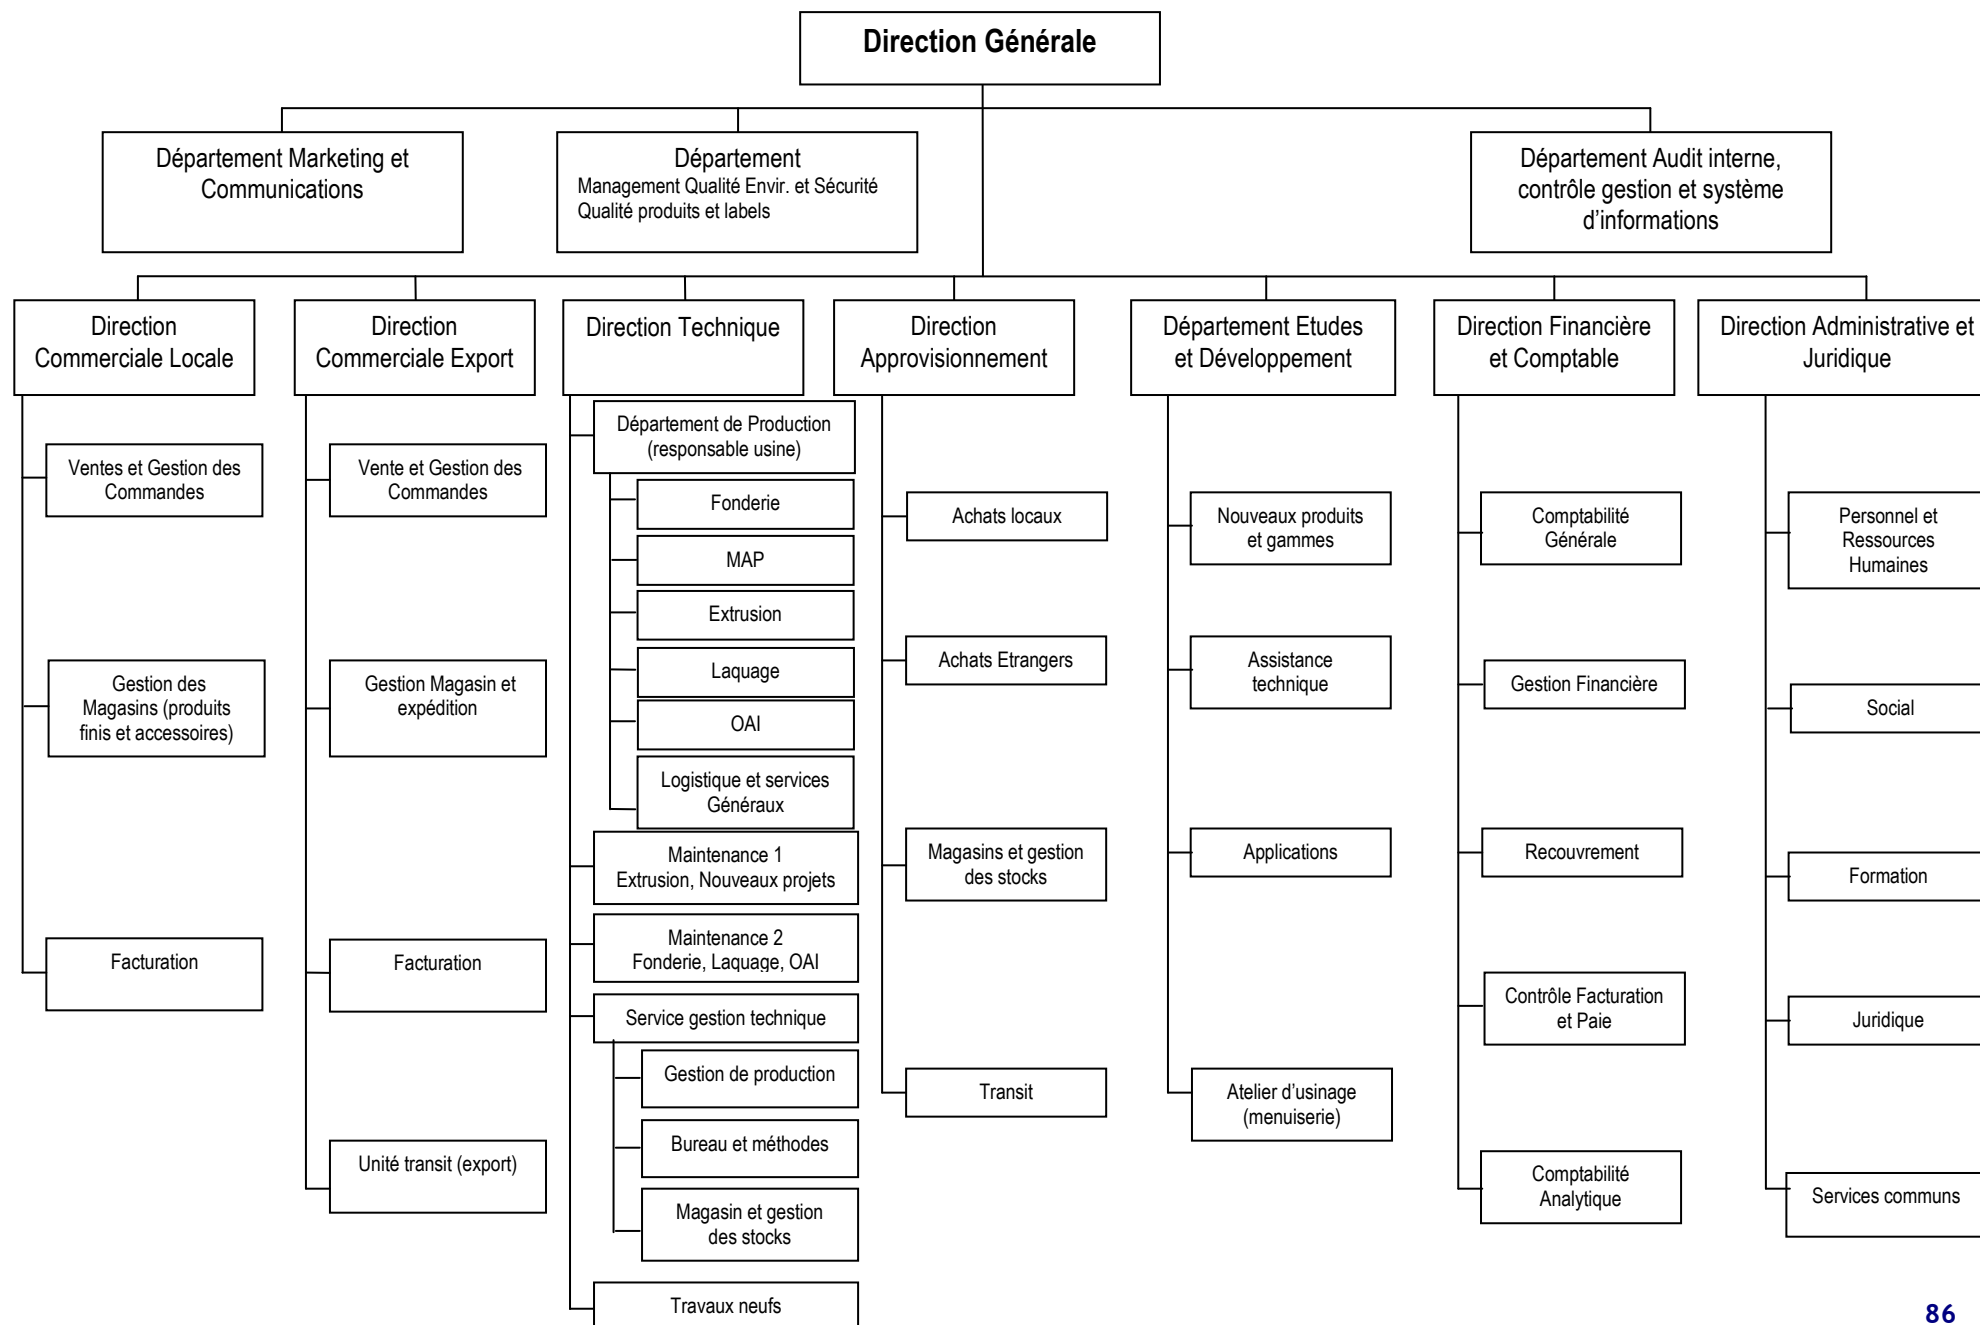 Direction Générale
Département Marketing et
Communications
Département
Management Qualité Envir. et Sécurité
Qualité produits et labels
Département Audit interne,
contrôle gestion et système
d'informations
Direction
Commerciale Locale
Direction
Commerciale Export
Direction Technique
Direction
Approvisionnement
Département Etudes
et Développement
Direction Financière
et Comptable
Direction Administrative et
Juridique
Ventes et Gestion des
Commandes
Gestion des
Magasins (produits
finis et accessoires)
Facturation
Vente et Gestion des
Commandes
Gestion Magasin et
expédition
Facturation
Unité transit (export)
Département de Production
(responsable usine)
Fonderie
MAP
Extrusion
Laquage
OAI
Logistique et services
Généraux
Maintenance 1
Extrusion, Nouveaux projets
Maintenance 2
Fonderie, Laquage, OAI
Service gestion technique
Gestion de production
Bureau et méthodes
Magasin et gestion
des stocks
Travaux neufs
Achats locaux
Achats Etrangers
Magasins et gestion
des stocks
Transit
Nouveaux produits
et gammes
Assistance
technique
Applications
Atelier d'usinage
(menuiserie)
Comptabilité
Générale
Gestion Financière
Recouvrement
Contrôle Facturation
et Paie
Comptabilité
Analytique
Personnel et
Ressources
Humaines
Social
Formation
Juridique
Services communs
86